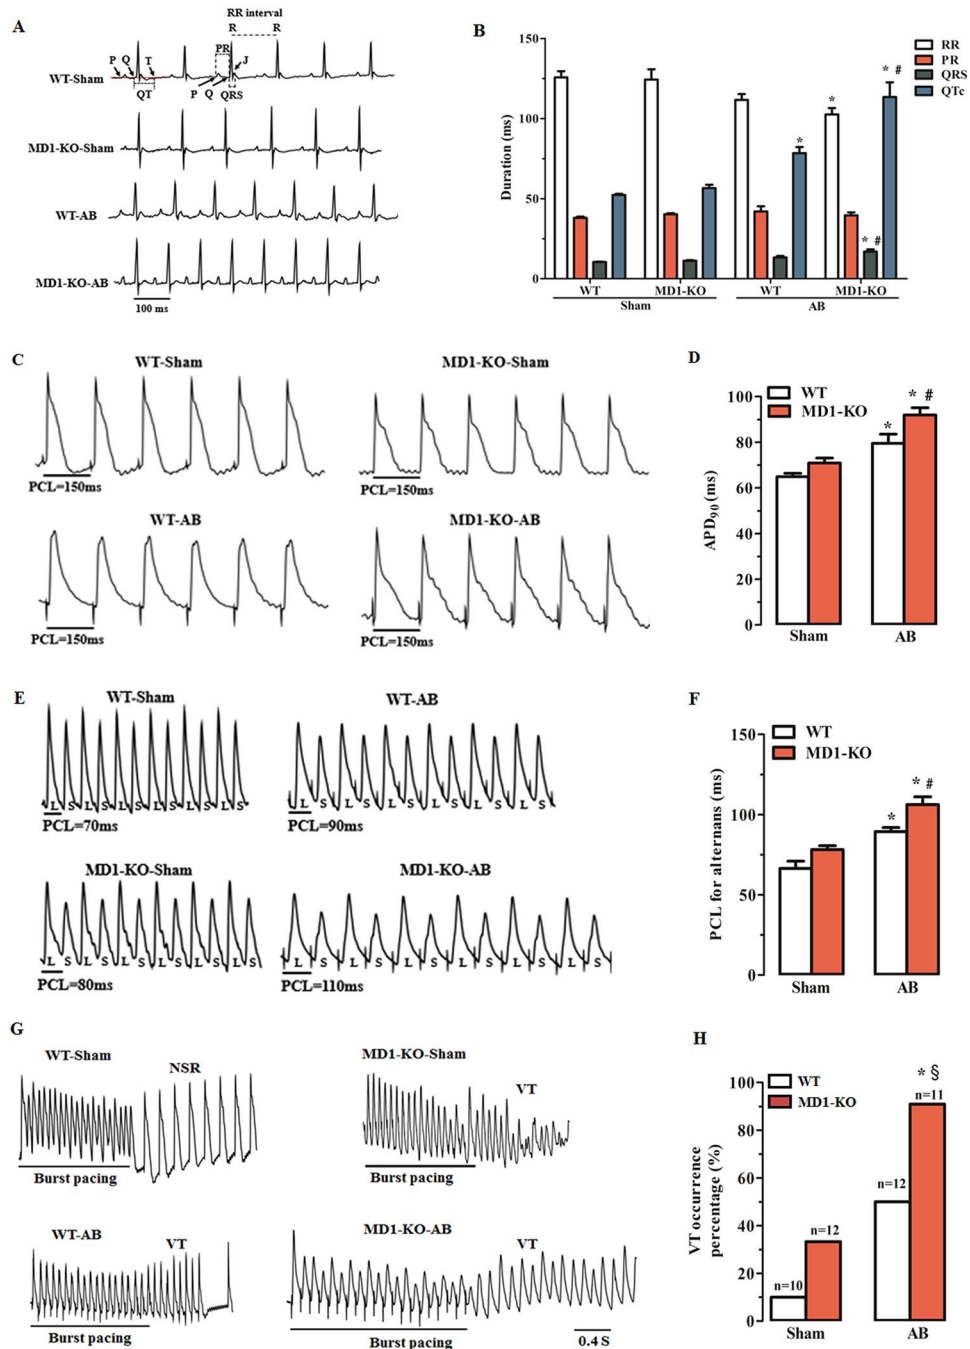 A
RR interval
R R
PR
P Q T J
WT-Sham
QT P Q QRS
MD1-KO-Sham
WT-AB
MD1-KO-AB
100 ms
B
150
100
50
0
Duration (ms)
RR
PR
QRS
QTc
*
*
* #
* #
WT MD1-KO WT MD1-KO
Sham AB
C
WT-Sham
MD1-KO-Sham
PCL=150ms
PCL=150ms
WT-AB
MD1-KO-AB
PCL=150ms
PCL=150ms
D
100
80
60
40
20
0
APD90 (ms)
WT
MD1-KO
*
* #
Sham AB
E
WT-Sham
L S L S L S L S L S L S
PCL=70ms
WT-AB
L S L S L S L S L S
PCL=90ms
MD1-KO-Sham
L S L S L S L S L S L S
PCL=80ms
MD1-KO-AB
L S L S L S L S L S L S
PCL=110ms
F
150
100
50
0
PCL for alternans (ms)
WT
MD1-KO
*
* #
Sham AB
G
WT-Sham
NSR
Burst pacing
MD1-KO-Sham
VT
Burst pacing
WT-AB
VT
Burst pacing
MD1-KO-AB
VT
Burst pacing
0.4 S
H
100
80
60
40
20
0
VT occurrence
percentage (%)
WT
MD1-KO
* §
n=11
n=12
n=12
n=10
Sham AB